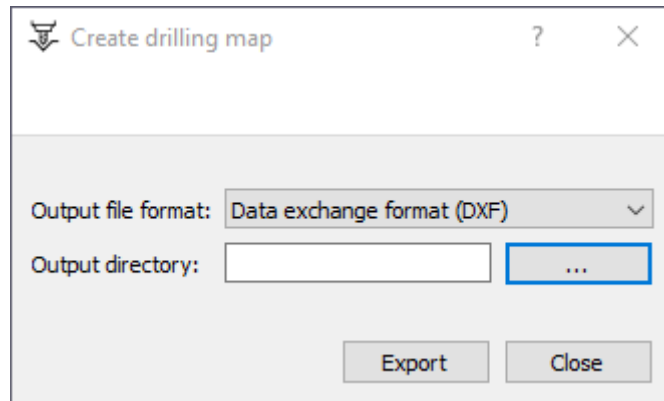 Create drilling map ?
Output file format: Data exchange format (DXF)
Output directory: ...
Export Close